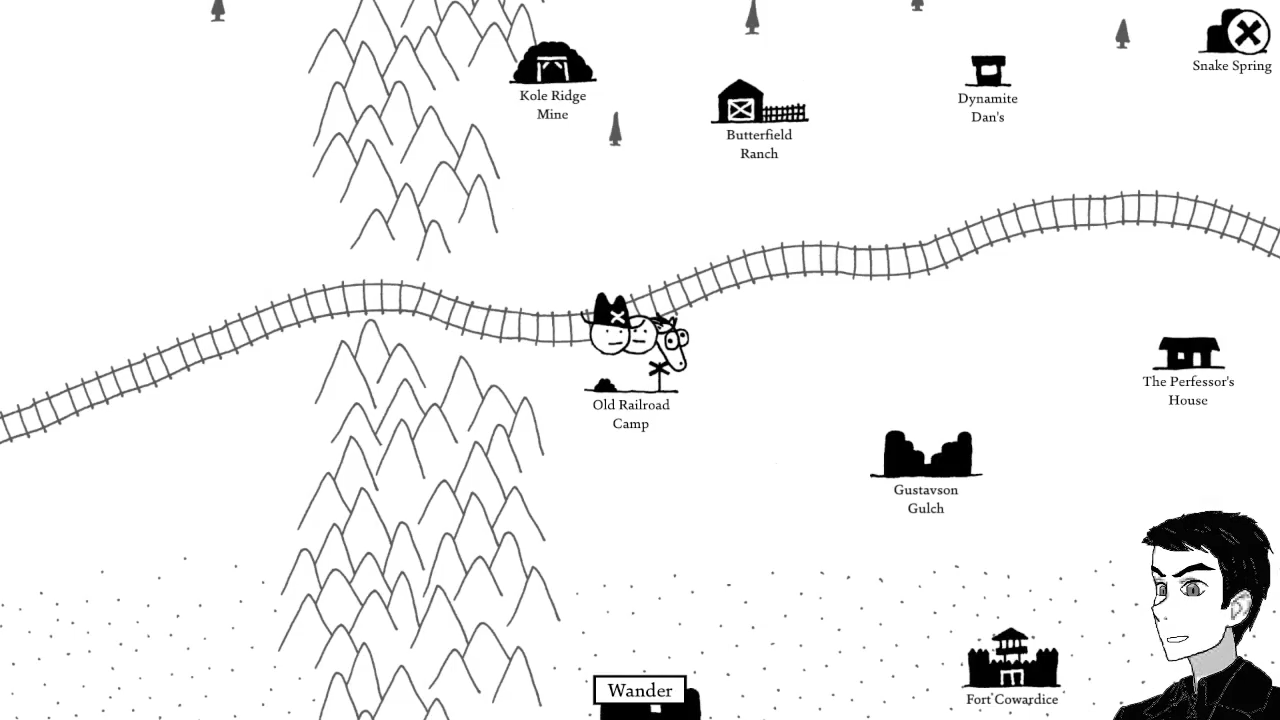 Snake Spring
Kole Ridge
Mine
Dynamite
Dan's
Butterfield
Ranch
The Perfessor's
House
Old Railroad
Camp
Gustavson
Gulch
Wander
Fort Cowardice